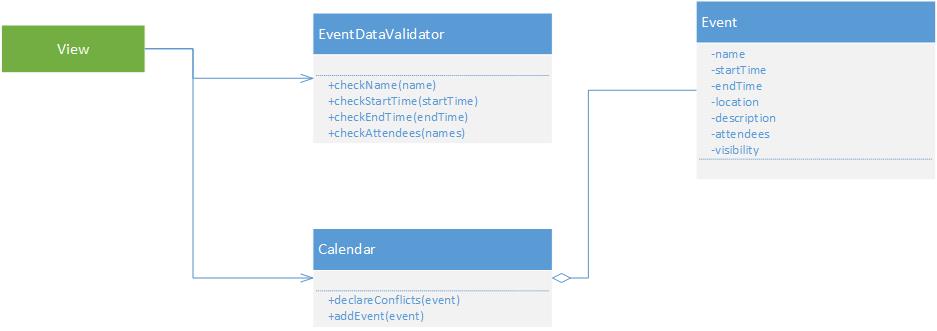 View
EventDataValidator
+checkName(name)
+checkStartTime(startTime)
+checkEndTime(endTime)
+checkAttendees(names)
Event
-name
-startTime
-endTime
-location
-description
-attendees
-visibility
Calendar
+declareConflicts(event)
+addEvent(event)